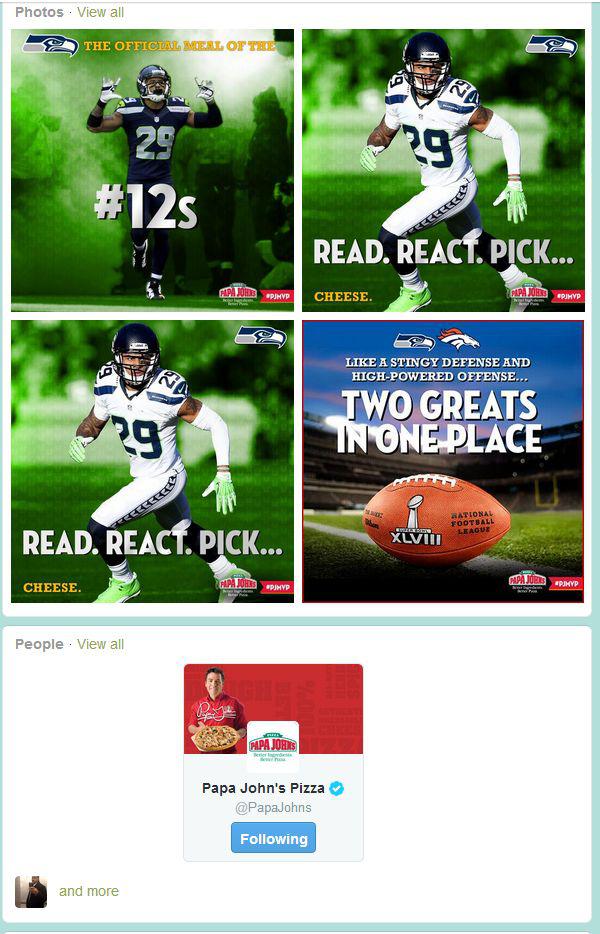 Photos · View all
THE OFFICIAL MEAL OF THE
29
#12s
PAPA JOHNS
Better Ingredients.
Better Pizza.
#PJMVP
29
29
READ. REACT. PICK...
CHEESE.
PAPA JOHNS
Better Ingredients.
Better Pizza.
#PJMVP
29
29
READ. REACT. PICK...
CHEESE.
PAPA JOHNS
Better Ingredients.
Better Pizza.
#PJMVP
LIKE A STINGY DEFENSE AND
HIGH-POWERED OFFENSE...
TWO GREATS
IN ONE PLACE
Wilson
SUPER BOWL
XLVIII
NATIONAL
FOOTBALL
LEAGUE
PAPA JOHNS
Better Ingredients.
Better Pizza.
#PJMVP
People · View all
PIZZA
PAPA JOHNS
Better Ingredients.
Better Pizza.
Papa John's Pizza
@PapaJohns
Following
and more